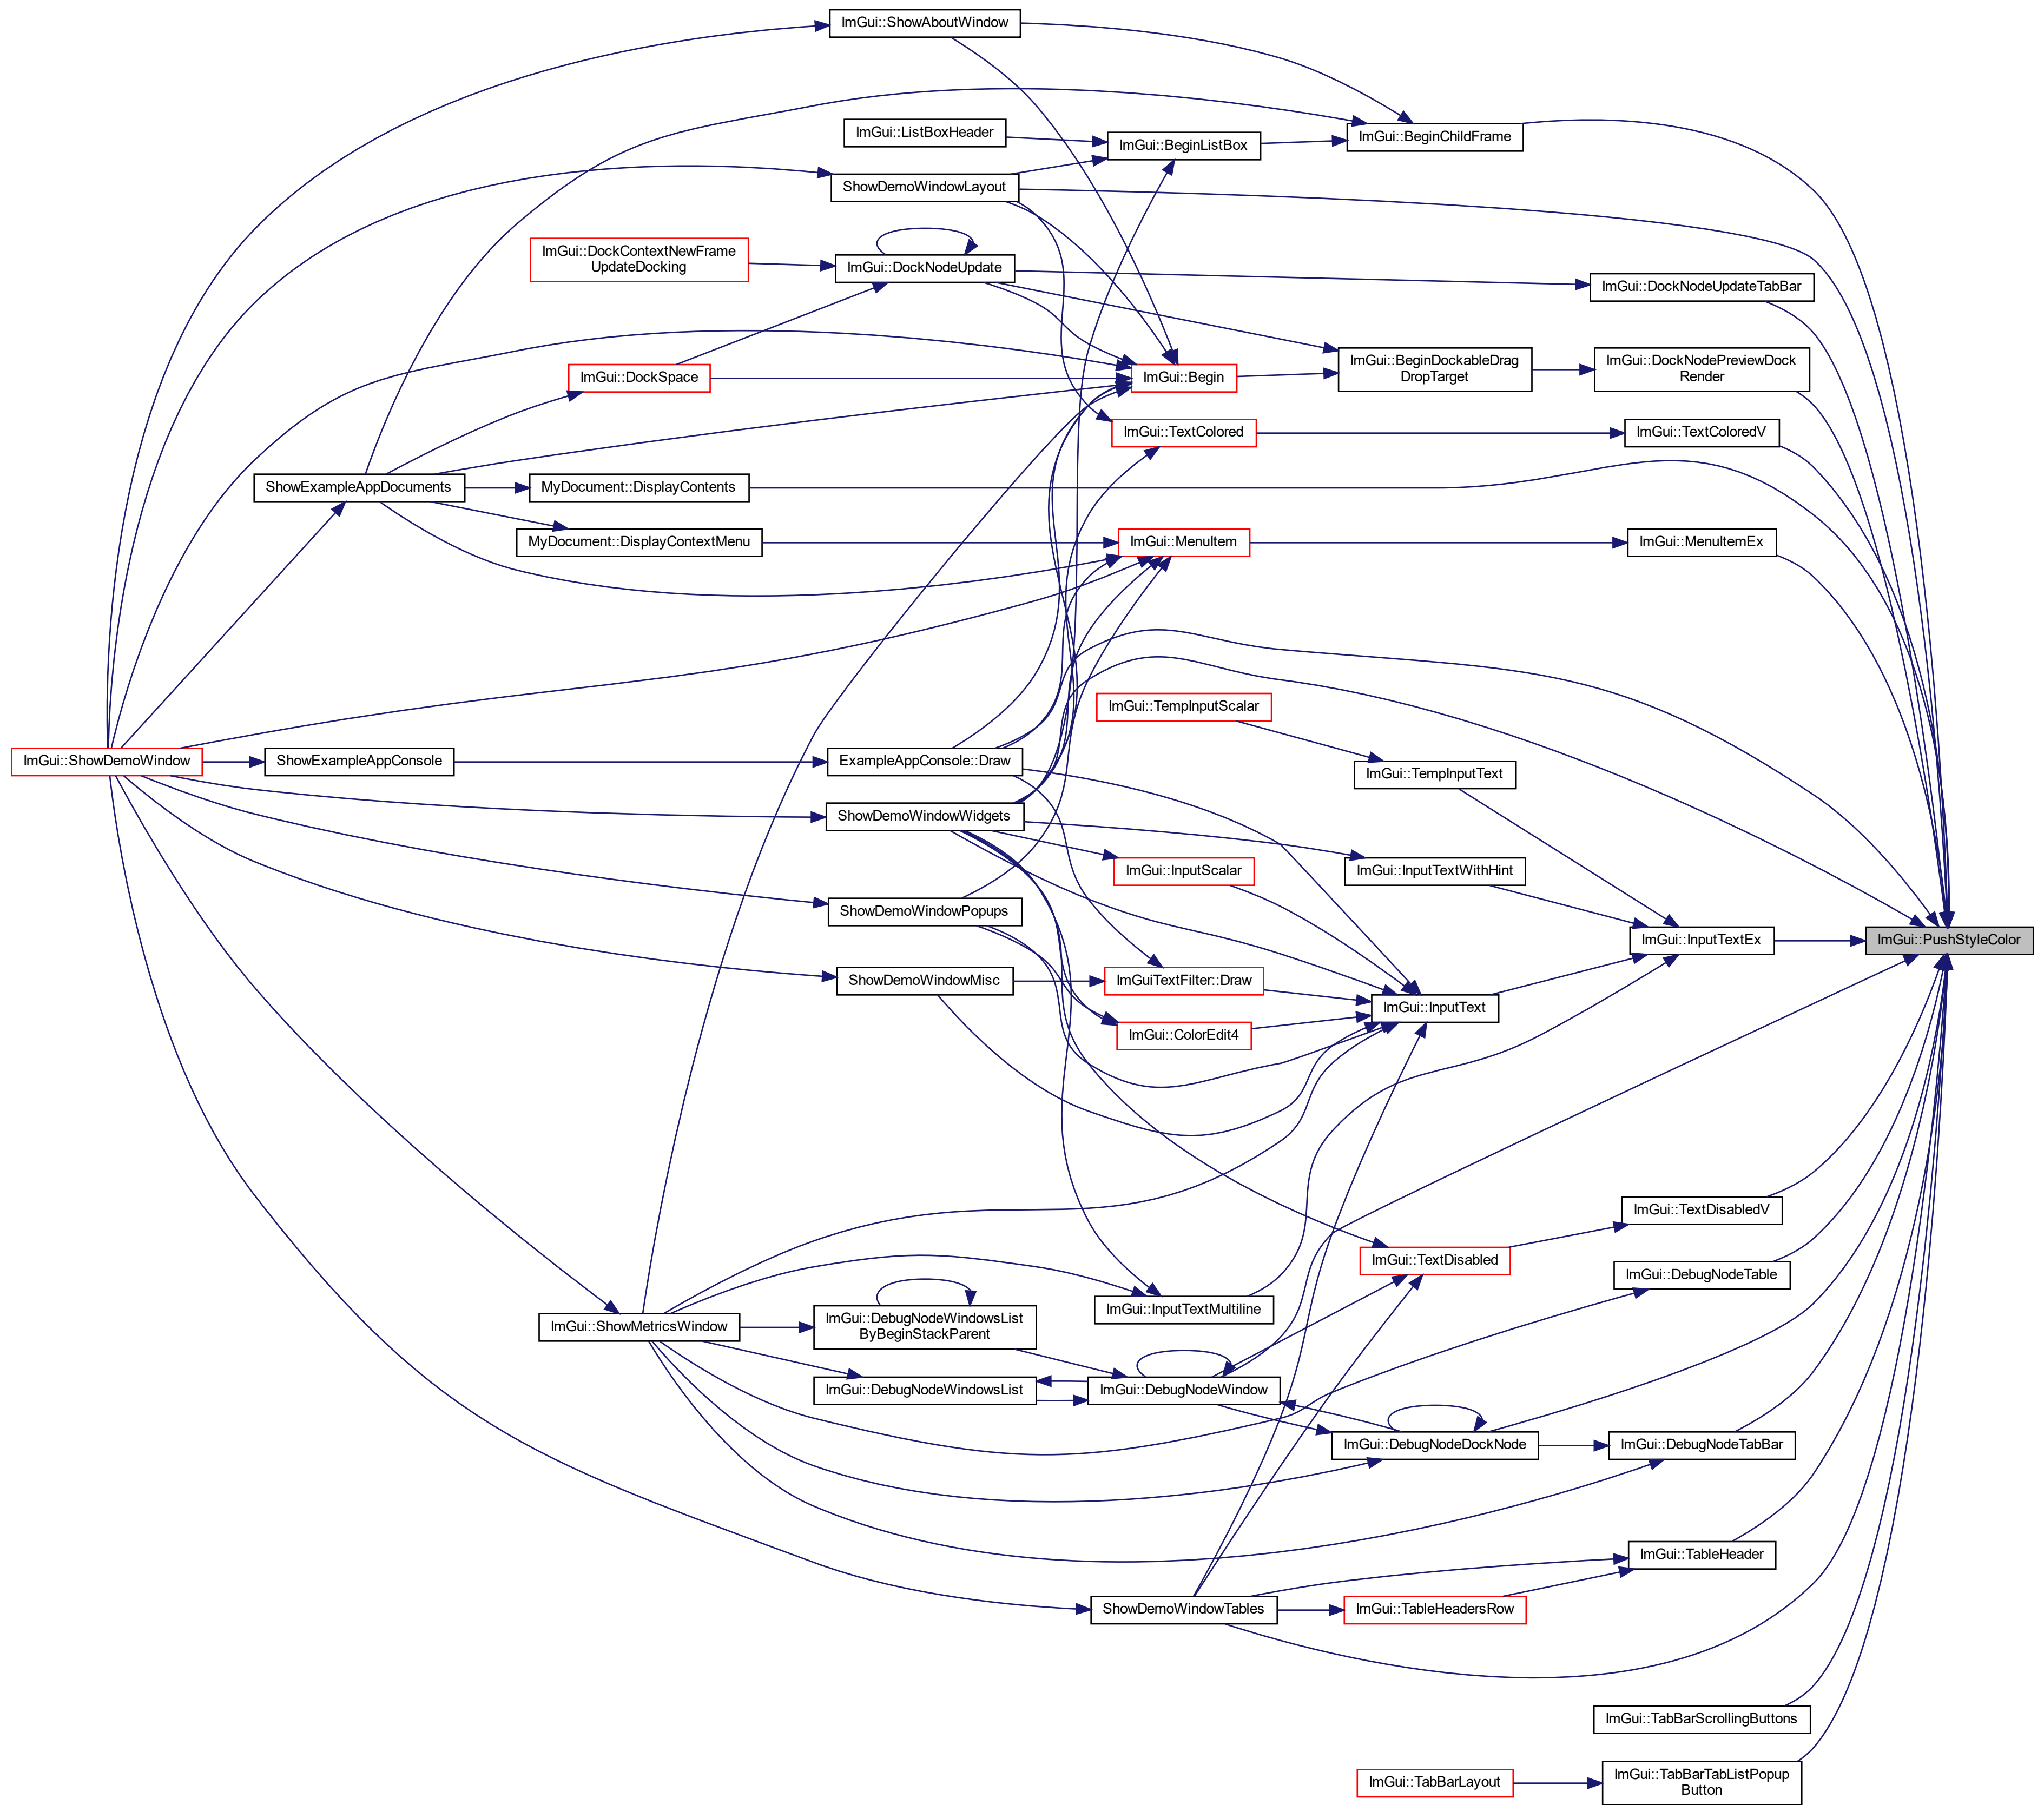 ImGui::ShowAboutWindow
ImGui::ListBoxHeader
ImGui::BeginListBox
ImGui::BeginChildFrame
ShowDemoWindowLayout
ImGui::DockContextNewFrame
UpdateDocking
ImGui::DockNodeUpdate
ImGui::DockNodeUpdateTabBar
ImGui::DockSpace
ImGui::Begin
ImGui::BeginDockableDrag
DropTarget
ImGui::DockNodePreviewDock
Render
ImGui::TextColored
ImGui::TextColoredV
ShowExampleAppDocuments
MyDocument::DisplayContents
MyDocument::DisplayContextMenu
ImGui::MenuItem
ImGui::MenuItemEx
ImGui::TempInputScalar
ImGui::ShowDemoWindow
ShowExampleAppConsole
ExampleAppConsole::Draw
ImGui::TempInputText
ShowDemoWindowWidgets
ImGui::InputScalar
ImGui::InputTextWithHint
ShowDemoWindowPopups
ImGui::InputTextEx
ImGui::PushStyleColor
ShowDemoWindowMisc
ImGuiTextFilter::Draw
ImGui::InputText
ImGui::ColorEdit4
ImGui::TextDisabledV
ImGui::TextDisabled
ImGui::DebugNodeTable
ImGui::InputTextMultiline
ImGui::ShowMetricsWindow
ImGui::DebugNodeWindowsList
ByBeginStackParent
ImGui::DebugNodeWindowsList
ImGui::DebugNodeWindow
ImGui::DebugNodeDockNode
ImGui::DebugNodeTabBar
ImGui::TableHeader
ShowDemoWindowTables
ImGui::TableHeadersRow
ImGui::TabBarScrollingButtons
ImGui::TabBarLayout
ImGui::TabBarTabListPopup
Button